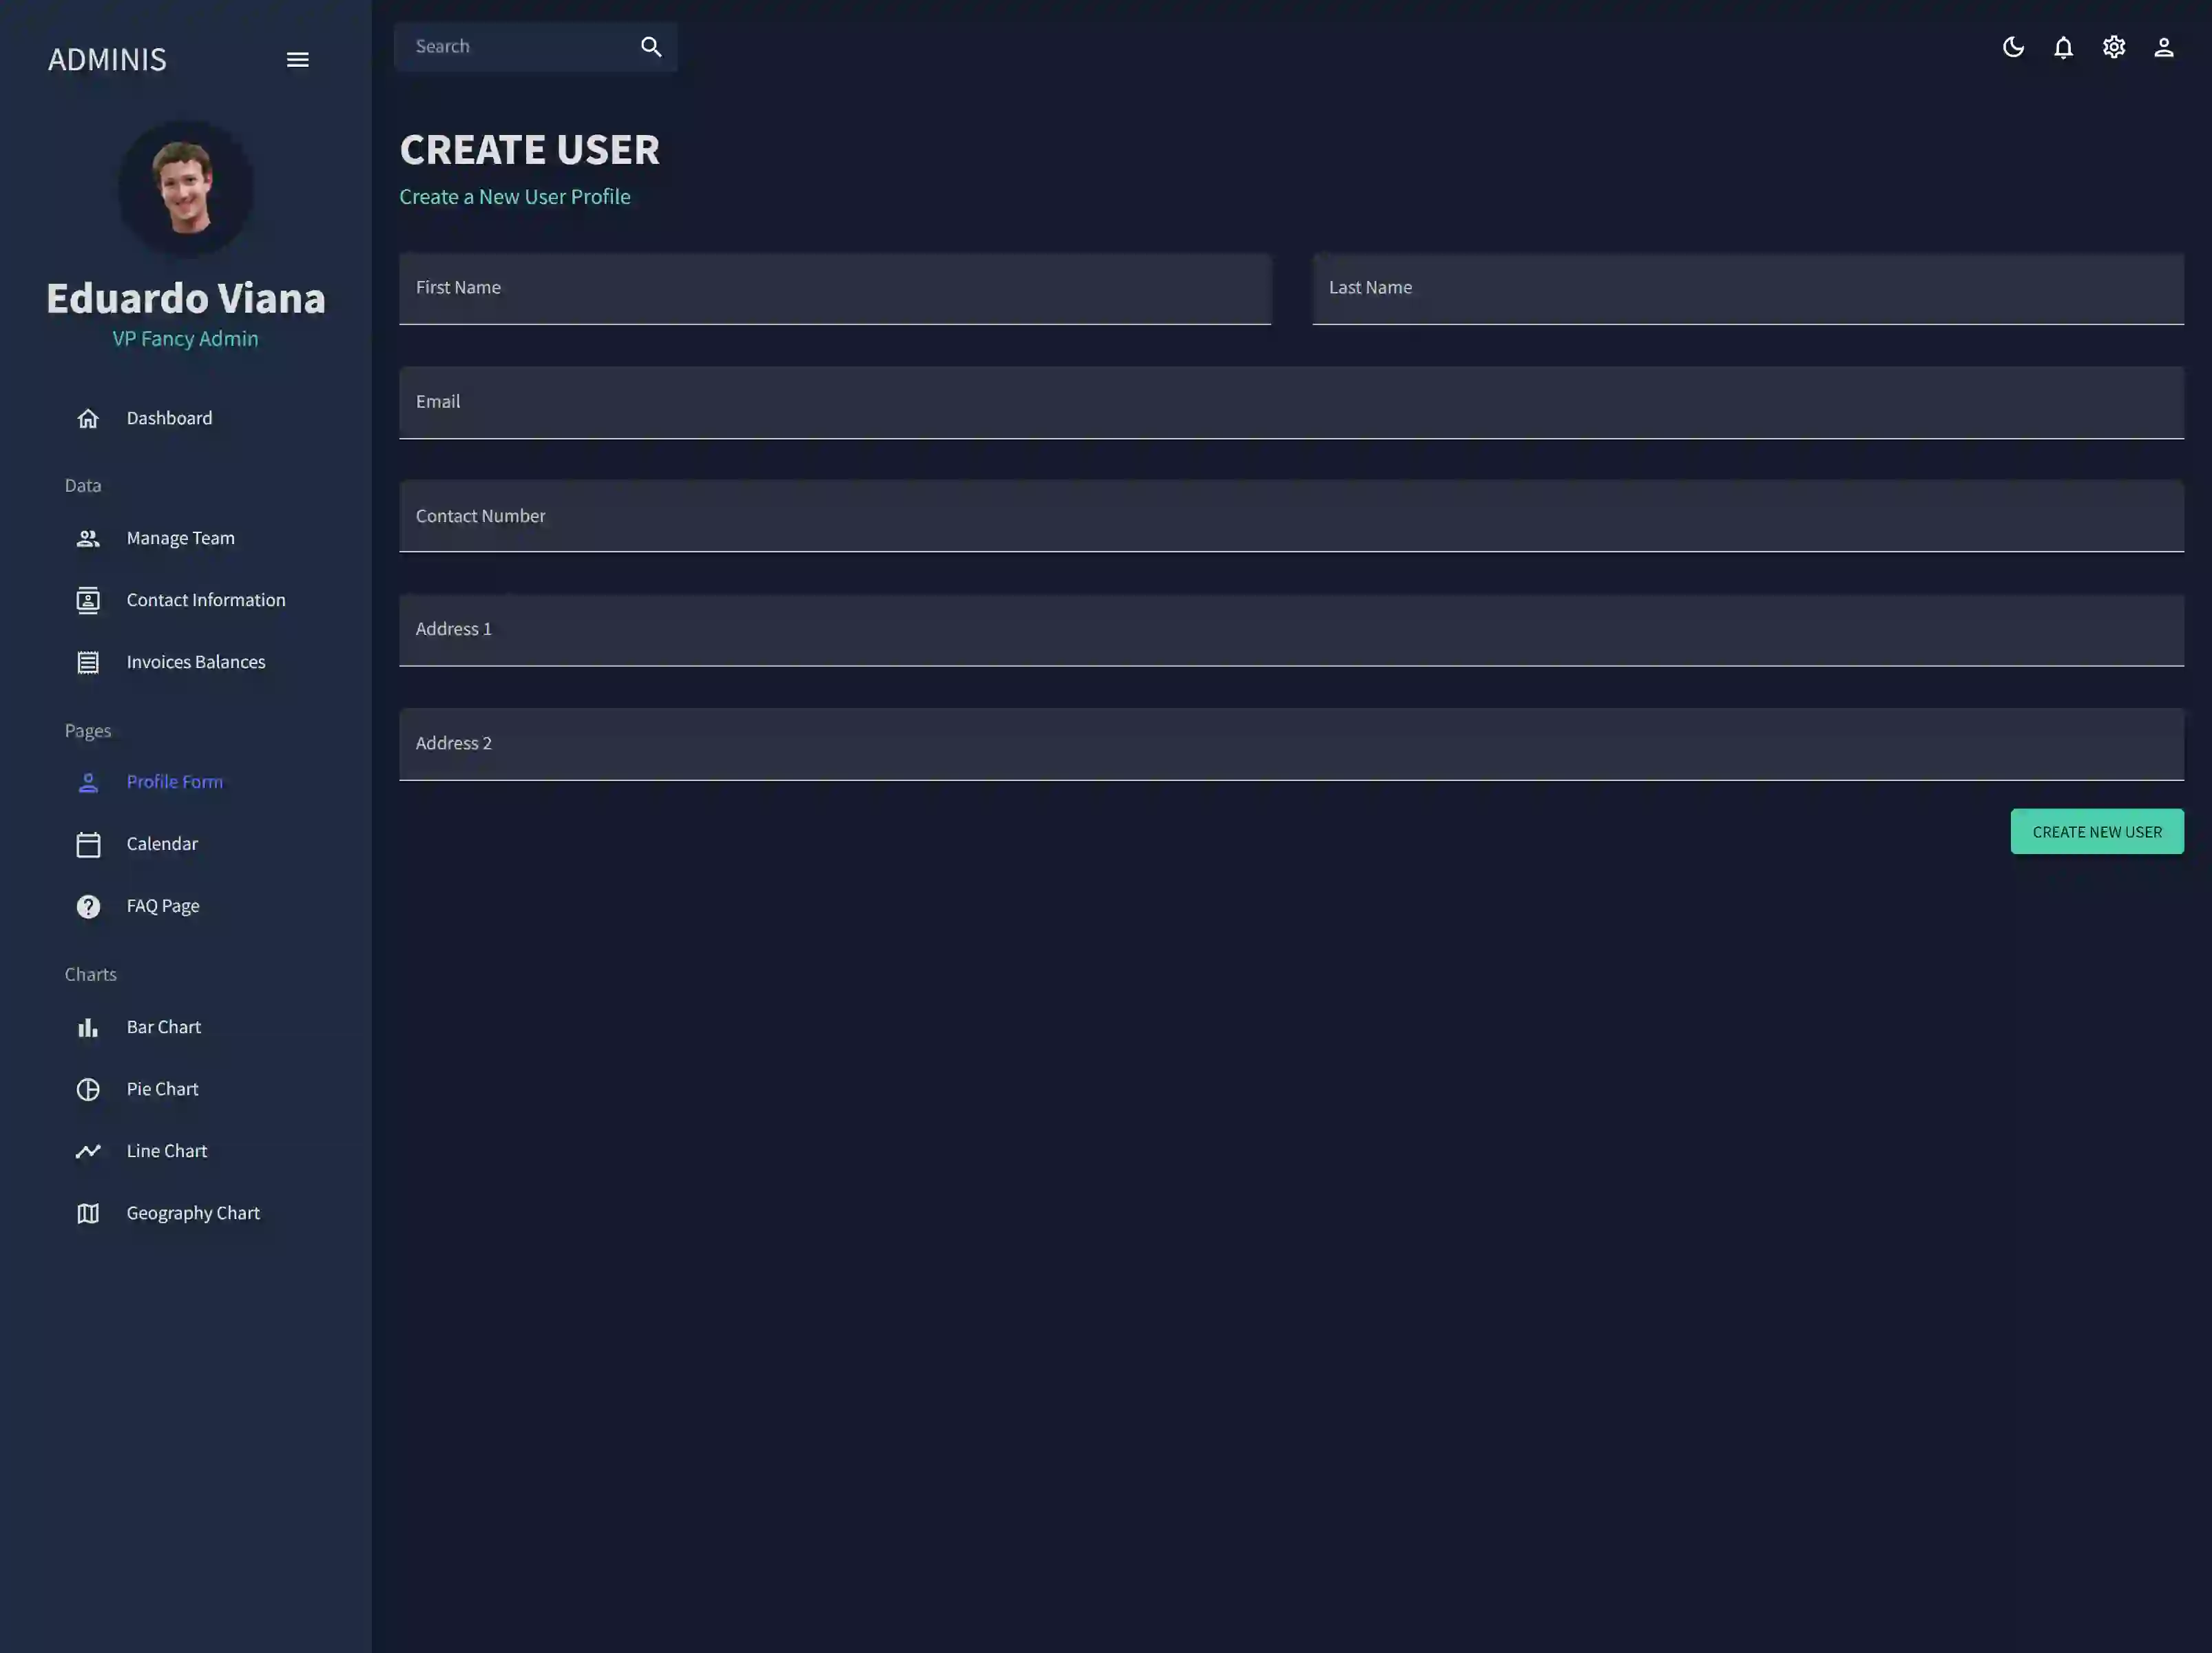 ADMINIS
Eduardo Viana
VP Fancy Admin
Dashboard
Data
Manage Team
Contact Information
Invoices Balances
Pages
Profile Form
Calendar
FAQ Page
Charts
Bar Chart
Pie Chart
Line Chart
Geography Chart
Search
CREATE USER
Create a New User Profile
First Name
Last Name
Email
Contact Number
Address 1
Address 2
CREATE NEW USER